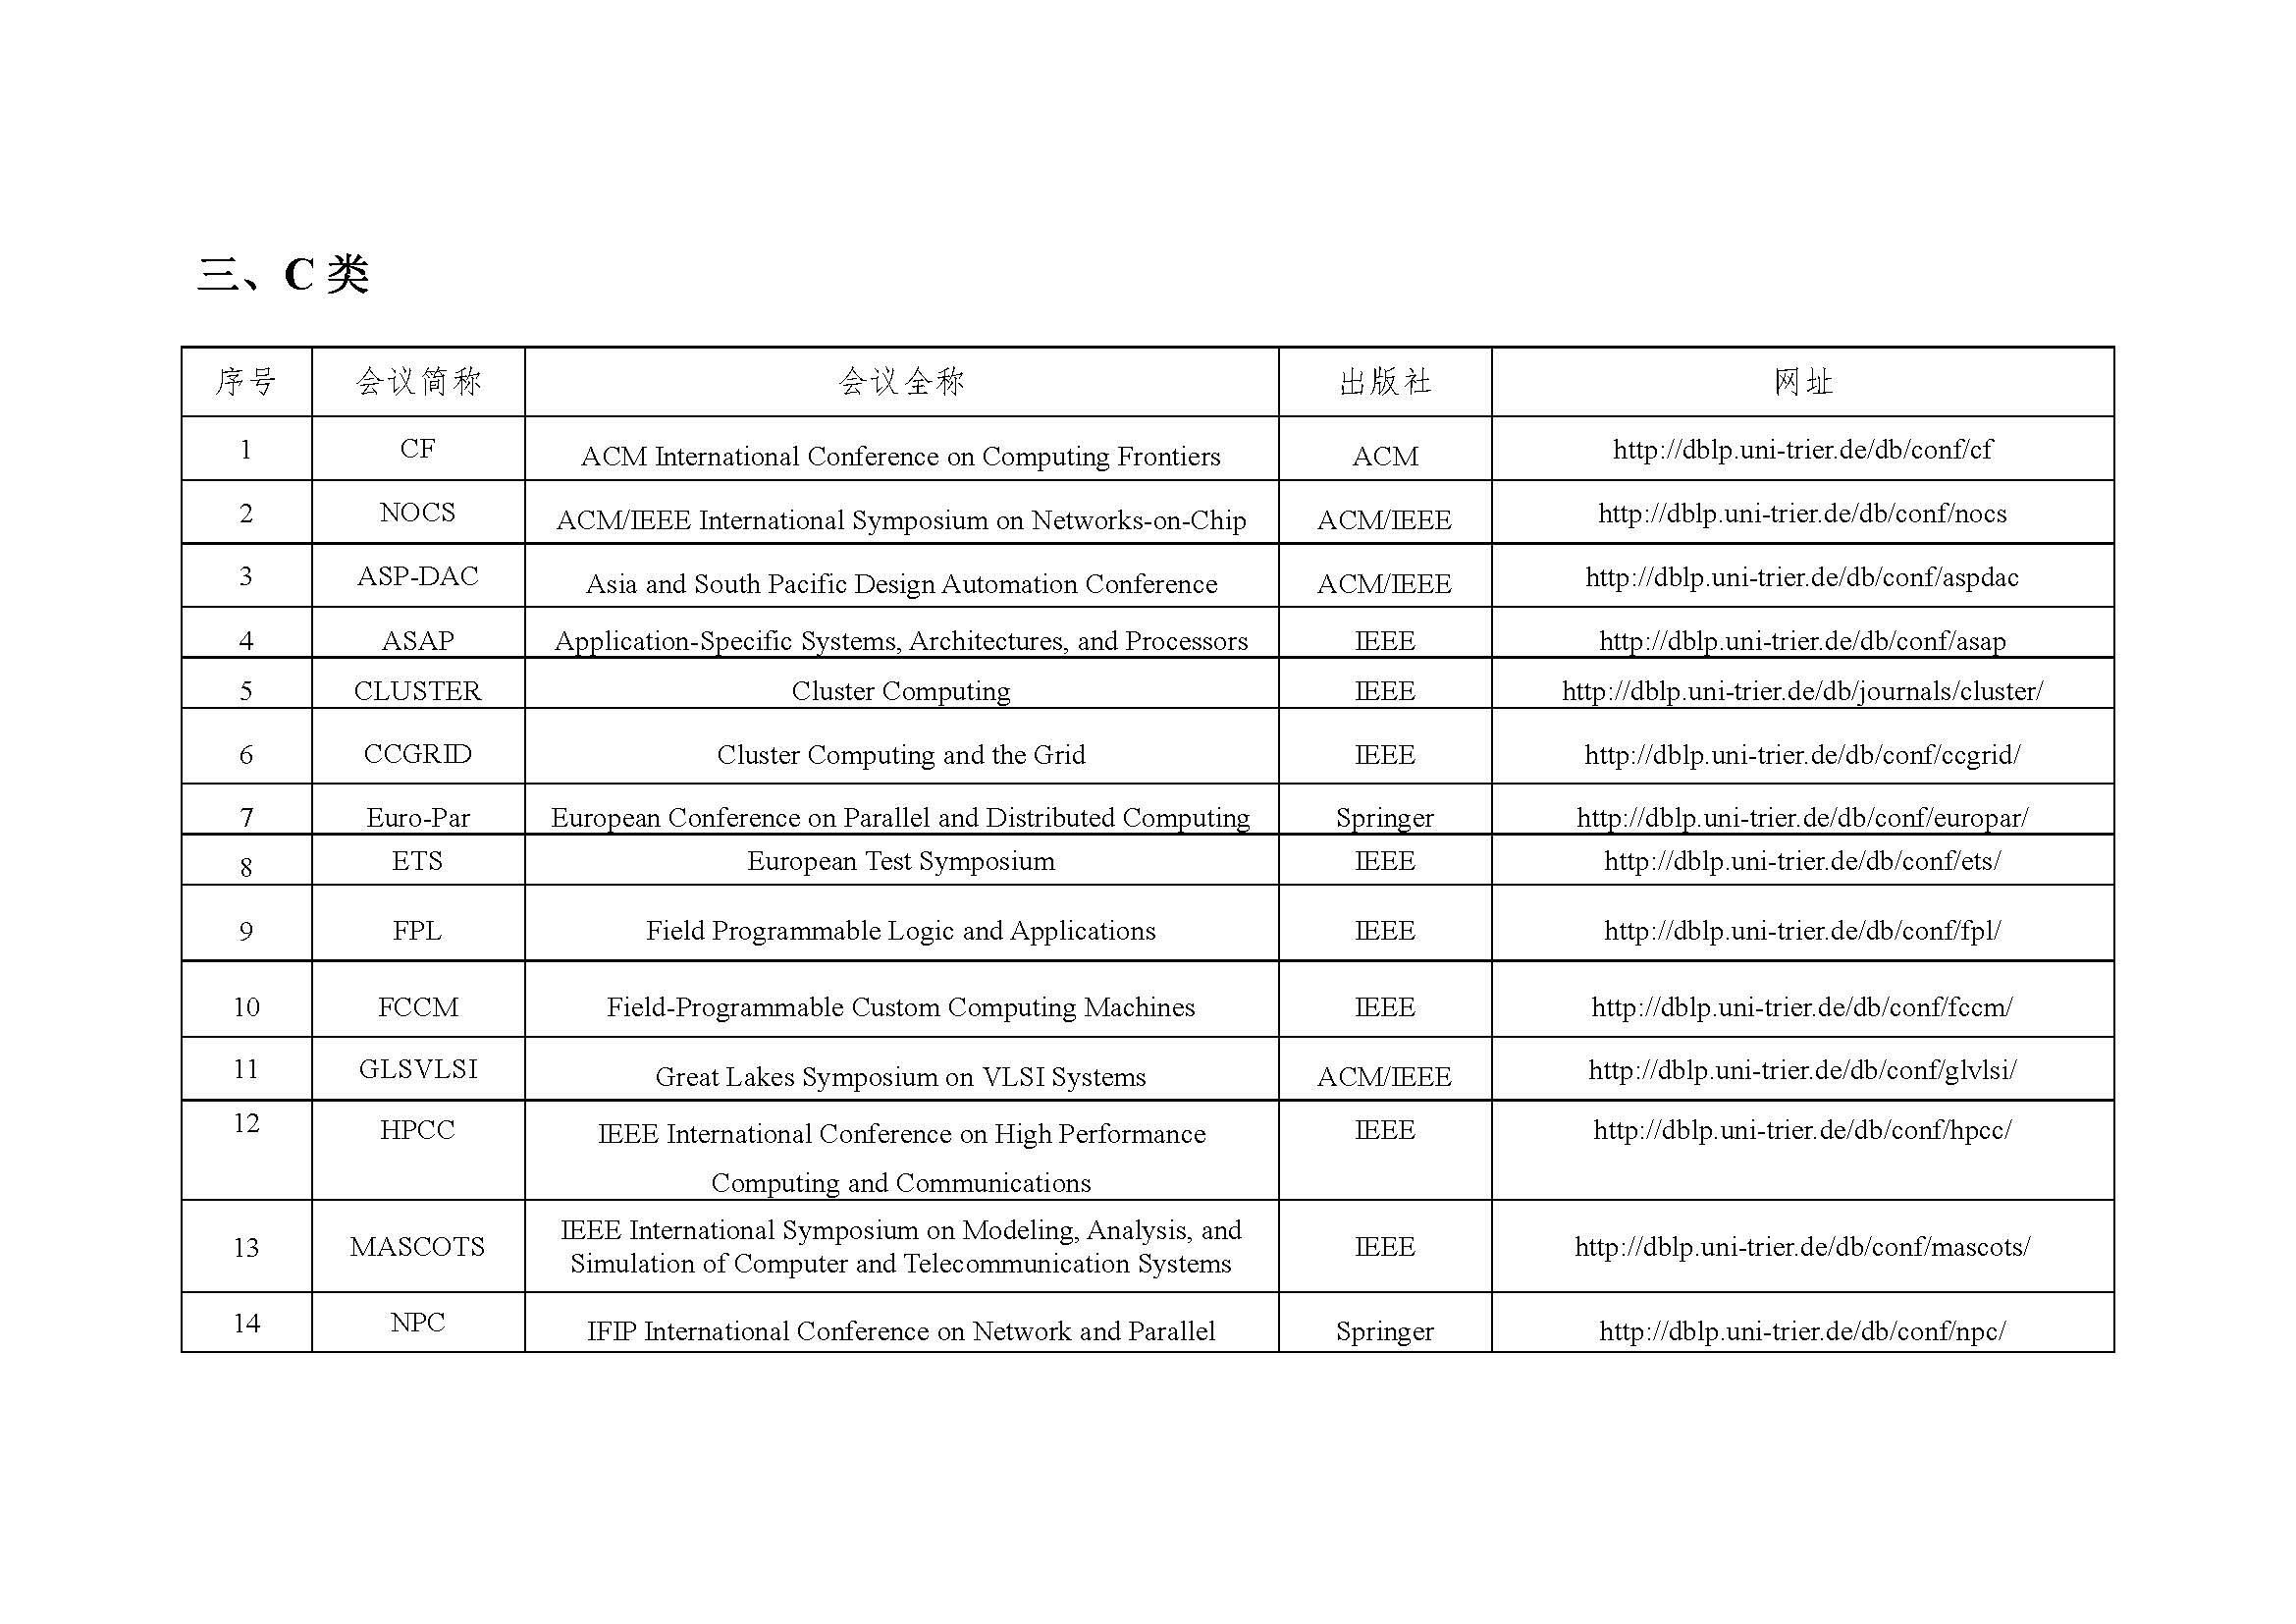 三、C 类
序号 会议简称 会议全称 出版社 网址
1 CF ACM International Conference on Computing Frontiers ACM http://dblp.uni-trier.de/db/conf/cf
2 NOCS ACM/IEEE International Symposium on Networks-on-Chip ACM/IEEE http://dblp.uni-trier.de/db/conf/nocs
3 ASP-DAC Asia and South Pacific Design Automation Conference ACM/IEEE http://dblp.uni-trier.de/db/conf/aspdac
4 ASAP Application-Specific Systems, Architectures, and Processors IEEE http://dblp.uni-trier.de/db/conf/asap
5 CLUSTER Cluster Computing IEEE http://dblp.uni-trier.de/db/journals/cluster/
6 CCGRID Cluster Computing and the Grid IEEE http://dblp.uni-trier.de/db/conf/ccgrid/
7 Euro-Par European Conference on Parallel and Distributed Computing Springer http://dblp.uni-trier.de/db/conf/europar/
8 ETS European Test Symposium IEEE http://dblp.uni-trier.de/db/conf/ets/
9 FPL Field Programmable Logic and Applications IEEE http://dblp.uni-trier.de/db/conf/fpl/
10 FCCM Field-Programmable Custom Computing Machines IEEE http://dblp.uni-trier.de/db/conf/fccm/
11 GLSVLSI Great Lakes Symposium on VLSI Systems ACM/IEEE http://dblp.uni-trier.de/db/conf/glvlsi/
12 HPCC IEEE International Conference on High Performance IEEE http://dblp.uni-trier.de/db/conf/hpcc/
Computing and Communications
13 MASCOTS IEEE International Symposium on Modeling, Analysis, and
Simulation of Computer and Telecommunication Systems IEEE http://dblp.uni-trier.de/db/conf/mascots/
14 NPC IFIP International Conference on Network and Parallel Springer http://dblp.uni-trier.de/db/conf/npc/